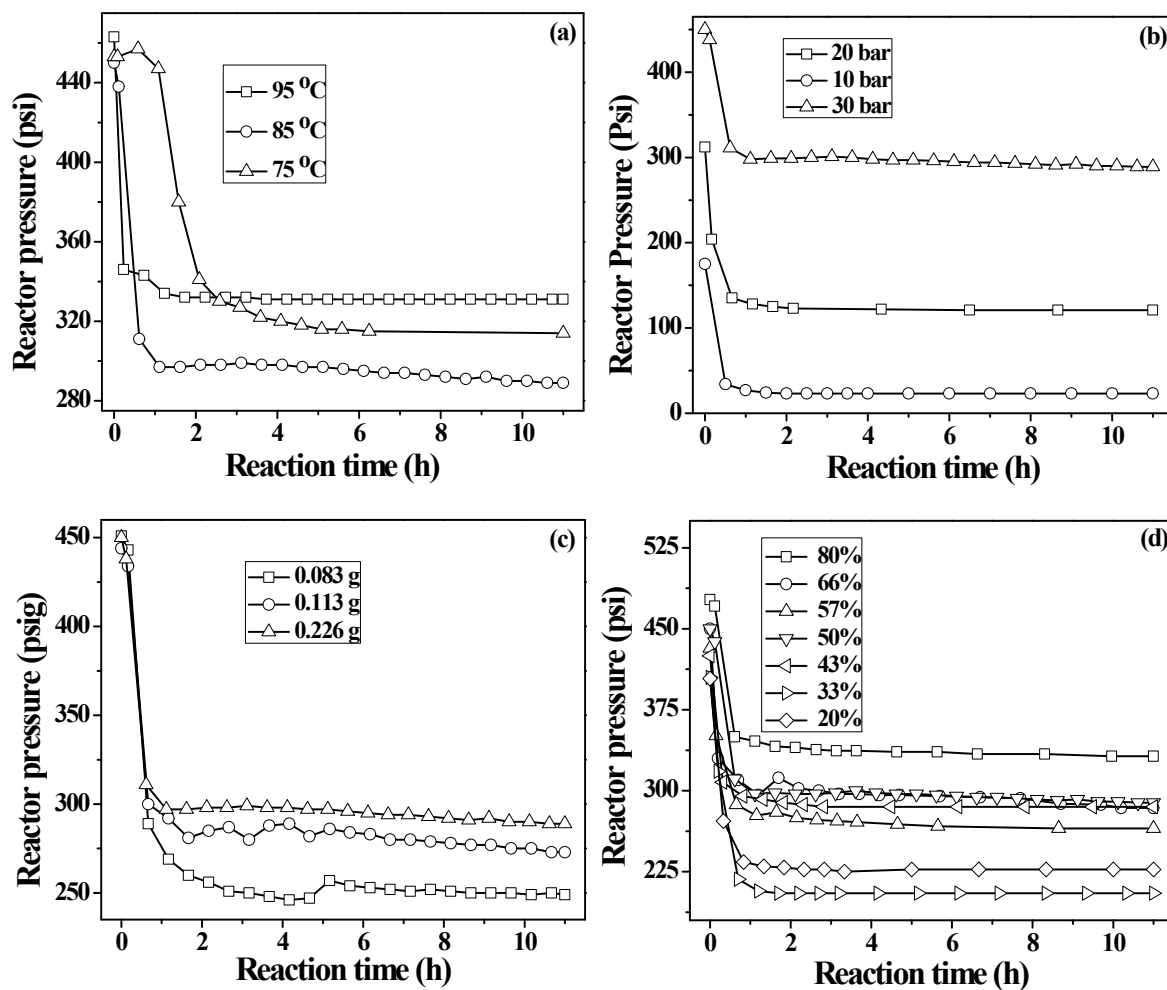 (a)
Reactor pressure (psi)
440
400
360
320
280
95 °C
85 °C
75 °C
0 2 4 6 8 10
Reaction time (h)
(b)
Reactor Pressure (Psi)
400
300
200
100
0
20 bar
10 bar
30 bar
0 2 4 6 8 10
Reaction time (h)
(c)
Reactor pressure (psig)
450
400
350
300
250
0.083 g
0.113 g
0.226 g
0 2 4 6 8 10
Reaction time (h)
(d)
Reactor pressure (psi)
525
450
375
300
225
80%
66%
57%
50%
43%
33%
20%
0 2 4 6 8 10
Reaction time (h)